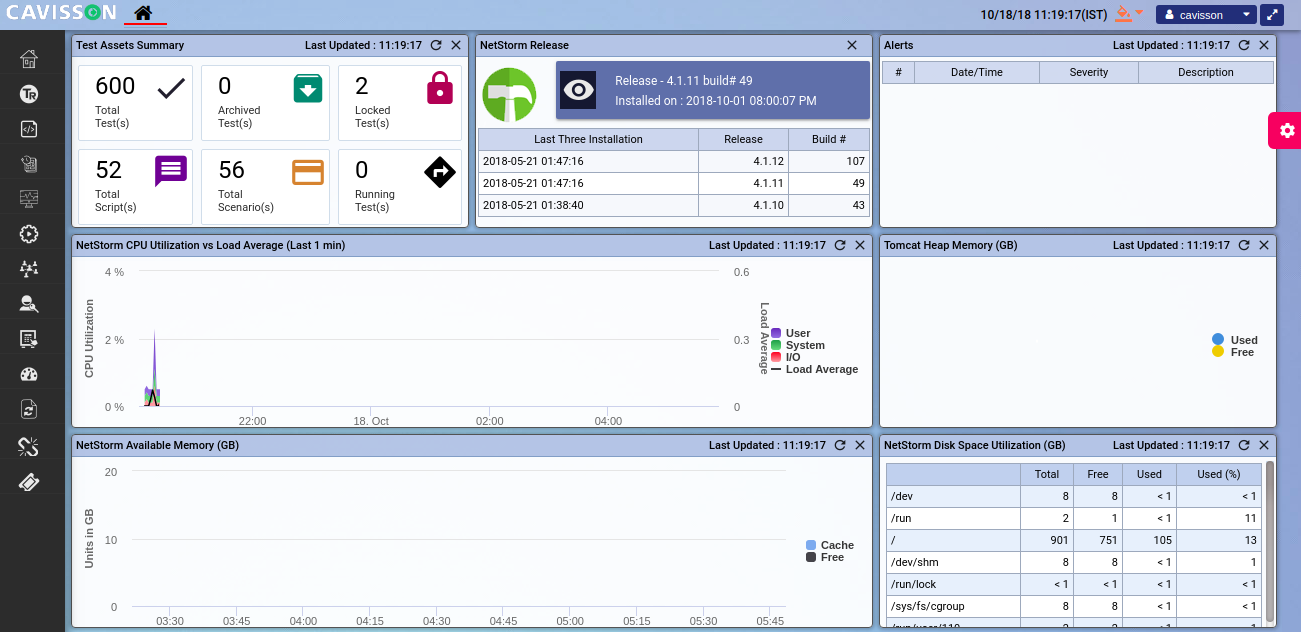 CAVISSON
10/18/18 11:19:17(IST)
cavisson
Test Assets Summary
Last Updated : 11:19:17
600
Total
Test(s)
0
Archived
Test(s)
2
Locked
Test(s)
52
Total
Script(s)
56
Total
Scenario(s)
0
Running
Test(s)
NetStorm Release
Release - 4.1.11 build# 49
Installed on : 2018-10-01 08:00:07 PM
Last Three Installation Release Build #
2018-05-21 01:47:16 4.1.12 107
2018-05-21 01:47:16 4.1.11 49
2018-05-21 01:38:40 4.1.10 43
Alerts
Last Updated : 11:19:17
# Date/Time Severity Description
TR
NetStorm CPU Utilization vs Load Average (Last 1 min)
Last Updated : 11:19:17
CPU Utilization
4 %
2 %
0 %
0.6
0.3
0
Load Average
22:00 18. Oct 02:00 04:00
User
System
I/O
Load Average
Tomcat Heap Memory (GB)
Last Updated : 11:19:17
Used
Free
NetStorm Available Memory (GB)
Last Updated : 11:19:17
Units in GB
20
10
0
03:30 03:45 04:00 04:15 04:30 04:45 05:00 05:15 05:30 05:45
Cache
Free
NetStorm Disk Space Utilization (GB)
Last Updated : 11:19:17
Total Free Used Used (%)
/dev 8 8 < 1 < 1
/run 2 1 < 1 11
/ 901 751 105 13
/dev/shm 8 8 < 1 1
/run/lock < 1 < 1 < 1 < 1
/sys/fs/cgroup 8 8 < 1 < 1